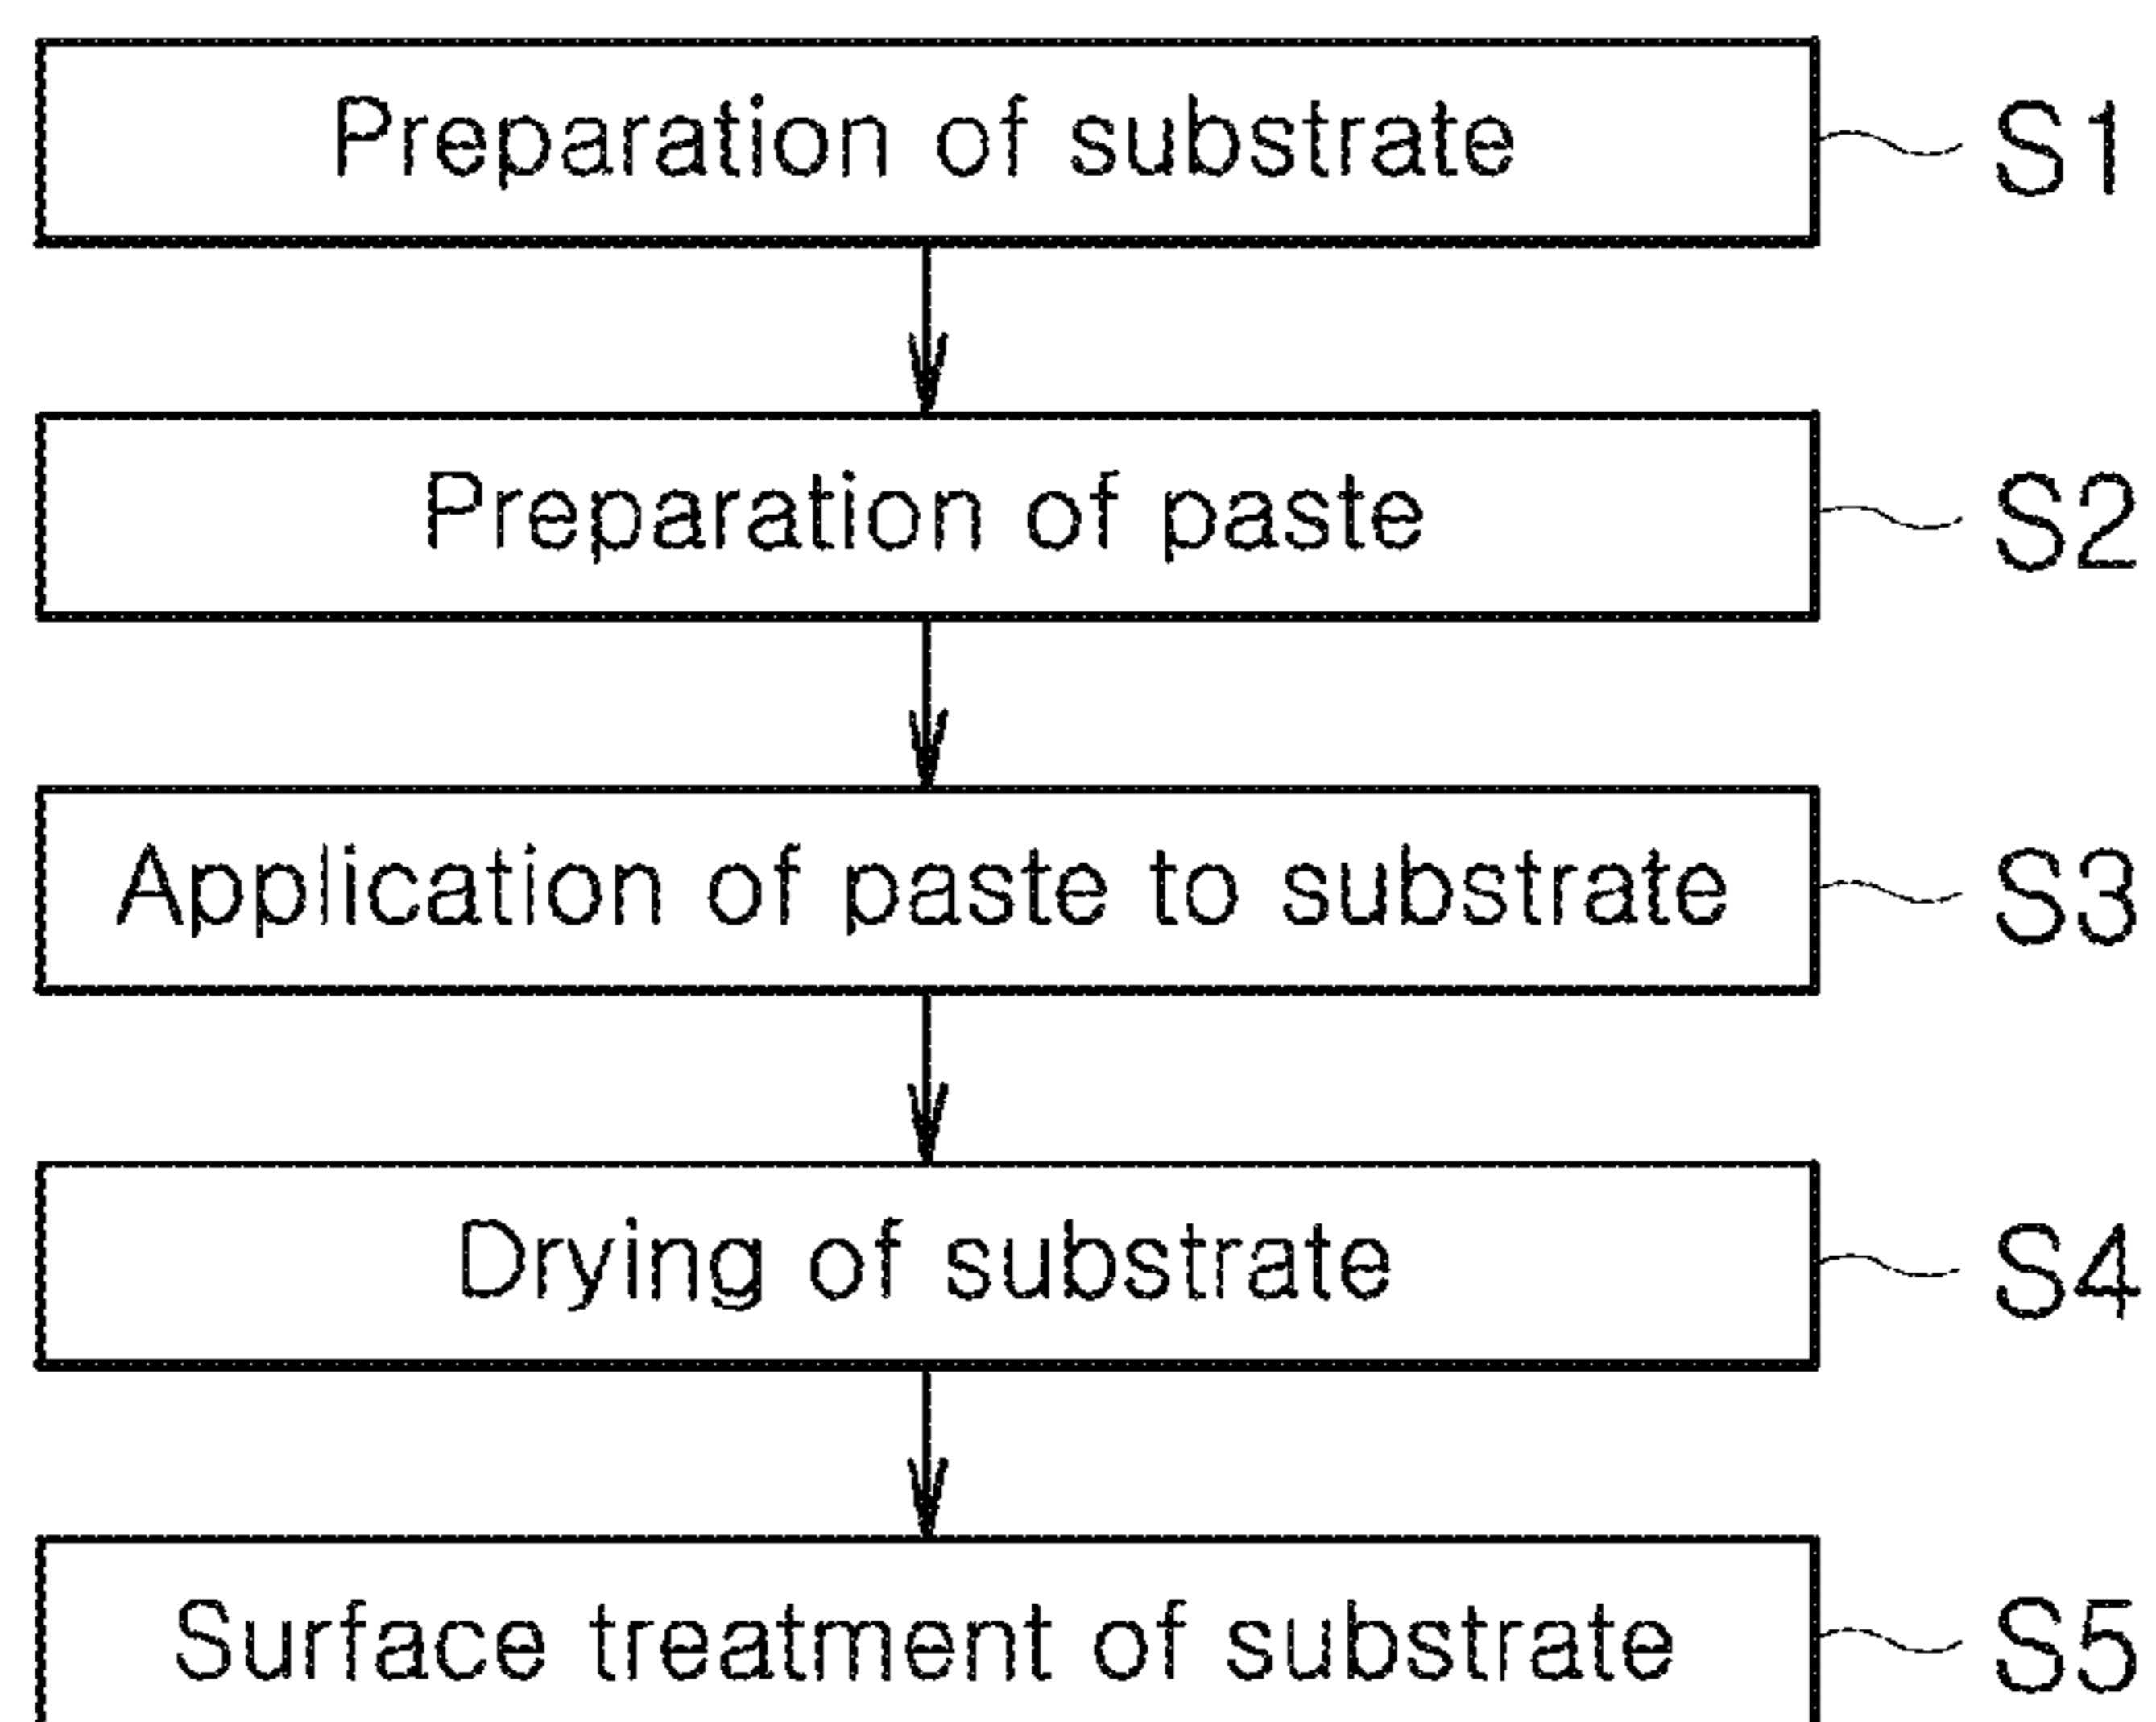 Preparation of substrate S1
Preparation of paste S2
Application of paste to substrate S3
Drying of substrate S4
Surface treatment of substrate S5